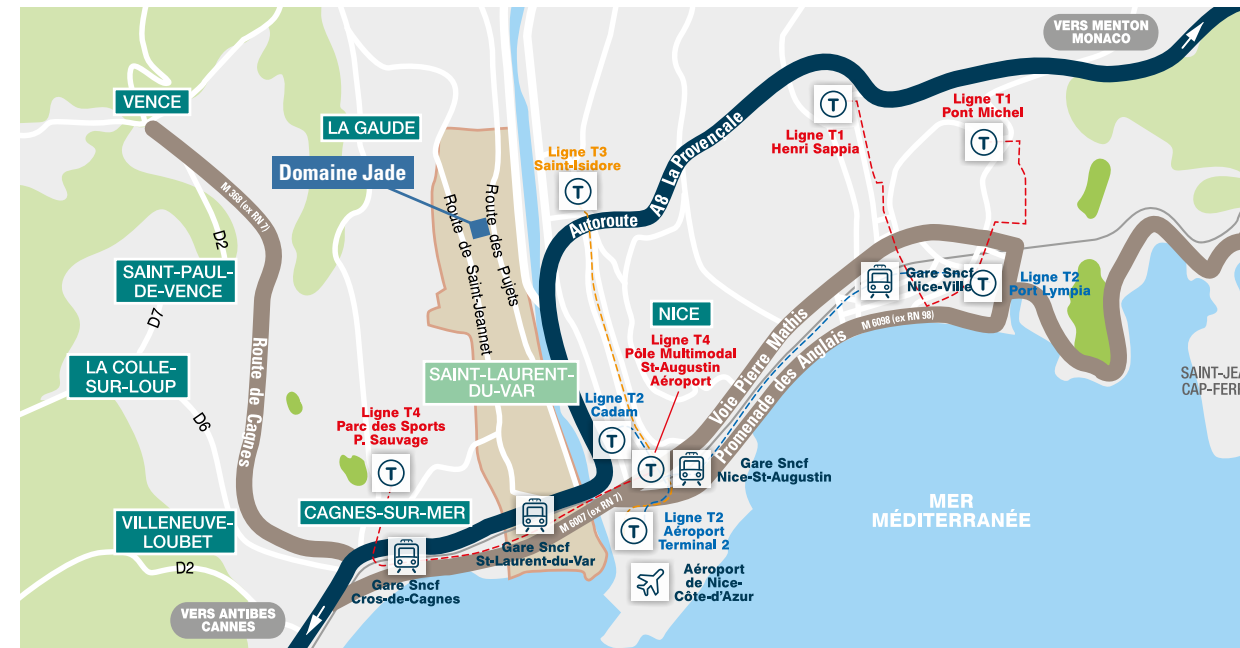 VERS MENTON
MONACO
VENCE
LA GAUDE
Ligne T1
Henri Sappia
Ligne T1
Pont Michel
Ligne T3
Saint-Isidore
Domaine Jade
Autoroute A8 La Provençale
M 368 (ex RN 7)
D2
Route des Pujets
Route de Saint-Jeannet
SAINT-PAUL-
DE-VENCE
D7
Gare Sncf
Nice-Ville
Ligne T2
Port Lympia
NICE
Voie Pierre Mathis
M 6098 (ex RN 98)
Promenade des Anglais
Ligne T4
Pôle Multimodal
St-Augustin
Aéroport
LA COLLE-
SUR-LOUP
Route de Cagnes
SAINT-LAURENT-
DU-VAR
SAINT-JEA
CAP-FERR
D6
Ligne T4
Parc des Sports
P. Sauvage
Ligne T2
Cadam
Gare Sncf
Nice-St-Augustin
MER
MÉDITERRANÉE
CAGNES-SUR-MER
VILLENEUVE-
LOUBET
D2
M 6007 (ex RN 7)
Gare Sncf
St-Laurent-du-Var
Ligne T2
Aéroport
Terminal 2
Gare Sncf
Cros-de-Cagnes
Aéroport
de Nice-
Côte-d'Azur
VERS ANTIBES
CANNES
T
T
T
T
T
T
T
T